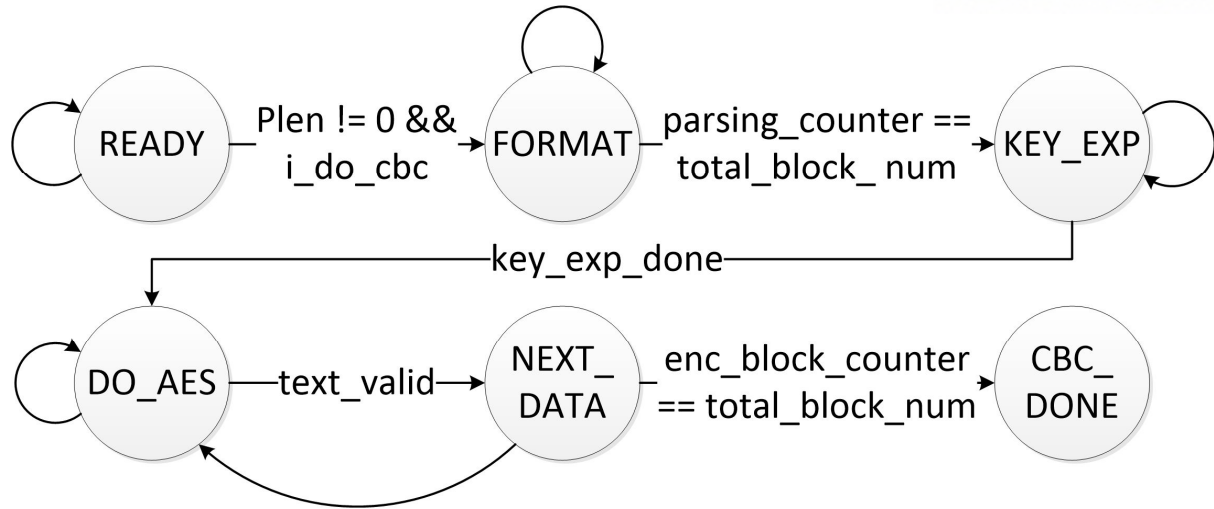 READY
Plen != 0 &&
i_do_cbc
FORMAT
parsing_counter ==
total_block_ num
KEY_EXP
key_exp_done
DO_AES
text_valid
NEXT_
DATA
enc_block_counter
== total_block_num
CBC_
DONE